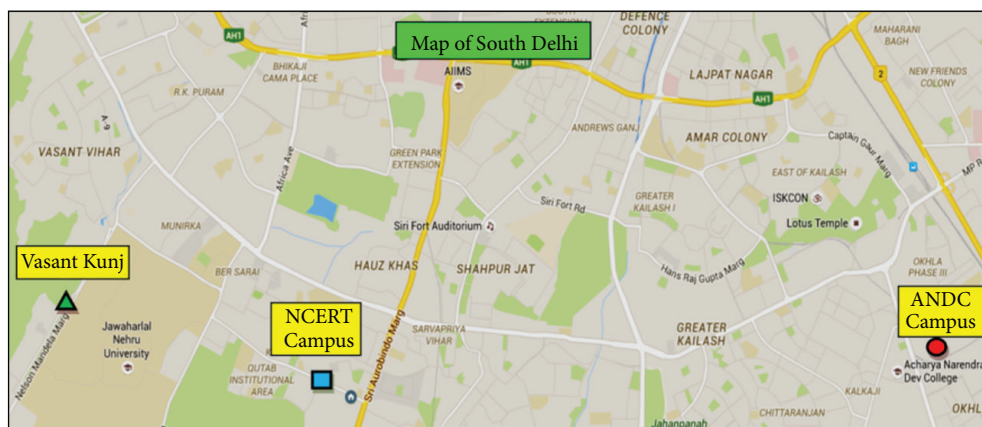 Map of South Delhi
DEFENCE
COLONY
MAHARANI
BAGH
AH1
AH1
BHIKAJI
CAMA PLACE
AIIMS
LAJPAT NAGAR
2
NEW FRIENDS
COLONY
R.K. PURAM
AH1
A-9
ANDREWS GANJ
AMAR COLONY
Captain Gaur Marg
VASANT VIHAR
Africa Ave
GREEN PARK
EXTENSION
EAST OF KAILASH
ISKCON
Siri Fort Rd
GREATER
KAILASH I
MUNIRKA
Siri Fort Auditorium
Lotus Temple
Vasant Kunj
BER SARAI
HAUZ KHAS
SHAHPUR JAT
Hans Raj Gupta Marg
OKHLA
PHASE III
NCERT
Campus
ANDC
Campus
Nelson Mandela Marg
Jawaharlal
Nehru
University
Sri Aurobindo Marg
SARVAPRIYA
VIHAR
GREATER
KAILASH
QUTAB
INSTITUTIONAL
AREA
Acharya Narendra
Dev College
KALKAJI
CHITTARANJAN
OKHL
Jahanpanah